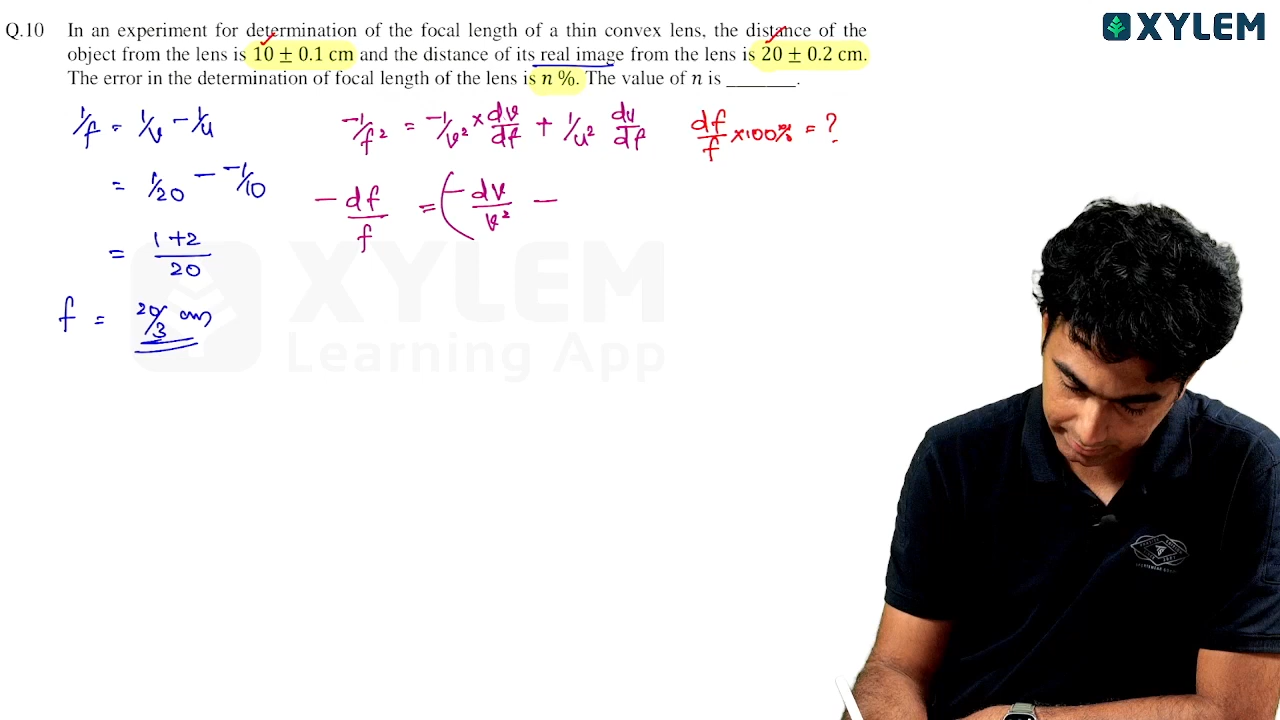 Q.10 In an experiment for determination of the focal length of a thin convex lens, the distance of the
object from the lens is 10 ± 0.1 cm and the distance of its real image from the lens is 20 ± 0.2 cm.
The error in the determination of focal length of the lens is n %. The value of n is _______.
XYLEM
1/f = 1/v - 1/u
= 1/20 - -1/10
= 1+2/20
f = 20/3 cm
-1/f² = -1/v² × dv/df + 1/u² du/df
-df/f = (-dv/v² -
df/f ×100% = ?
XYLEM
Learning App